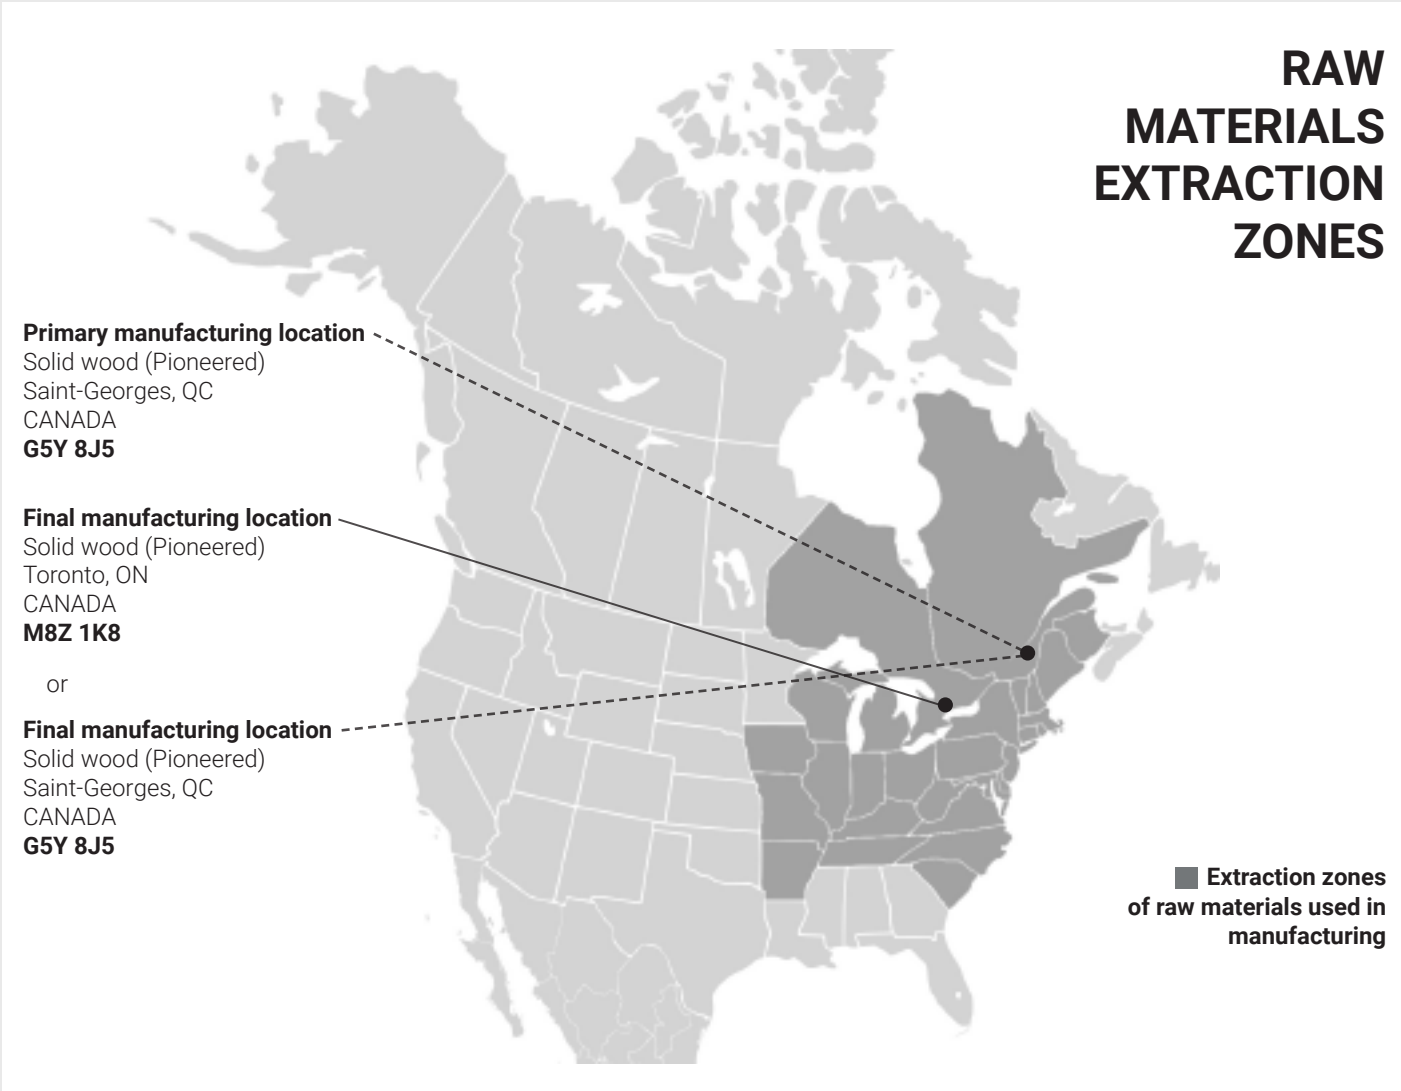 RAW
MATERIALS
EXTRACTION
ZONES
Primary manufacturing location
Solid wood (Pioneered)
Saint-Georges, QC
CANADA
G5Y 8J5
Final manufacturing location
Solid wood (Pioneered)
Toronto, ON
CANADA
M8Z 1K8
or
Final manufacturing location
Solid wood (Pioneered)
Saint-Georges, QC
CANADA
G5Y 8J5
Extraction zones
of raw materials used in
manufacturing